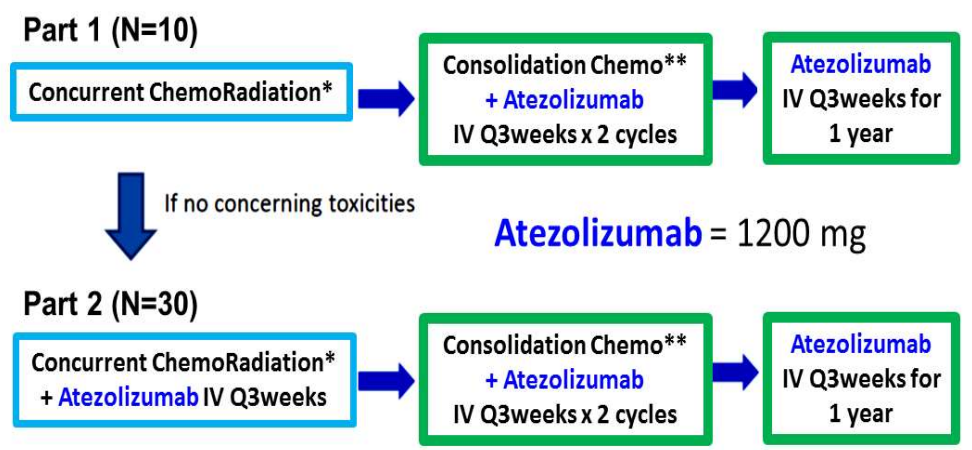 Part 1 (N=10)
Concurrent ChemoRadiation*
Consolidation Chemo**
+ Atezolizumab
IV Q3weeks x 2 cycles
Atezolizumab
IV Q3weeks for
1 year
If no concerning toxicities
Atezolizumab = 1200 mg
Part 2 (N=30)
Concurrent ChemoRadiation*
+ Atezolizumab IV Q3weeks
Consolidation Chemo**
+ Atezolizumab
IV Q3weeks x 2 cycles
Atezolizumab
IV Q3weeks for
1 year